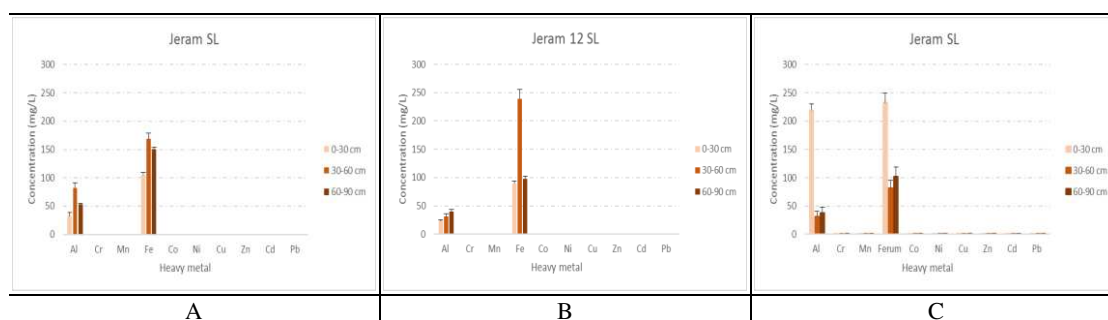 Jeram SL
Concentration (mg/L)
300
250
200
150
100
50
0
Al Cr Mn Fe Co Ni Cu Zn Cd Pb
Heavy metal
0-30 cm
30-60 cm
60-90 cm
A
Jeram 12 SL
Concentration (mg/L)
300
250
200
150
100
50
0
Al Cr Mn Fe Co Ni Cu Zn Cd Pb
Heavy metal
0-30 cm
30-60 cm
60-90 cm
B
Jeram SL
Concentration (mg/L)
300
250
200
150
100
50
0
Al Cr Mn Ferum Co Ni Cu Zn Cd Pb
Heavy metal
0-30 cm
30-60 cm
60-90 cm
C